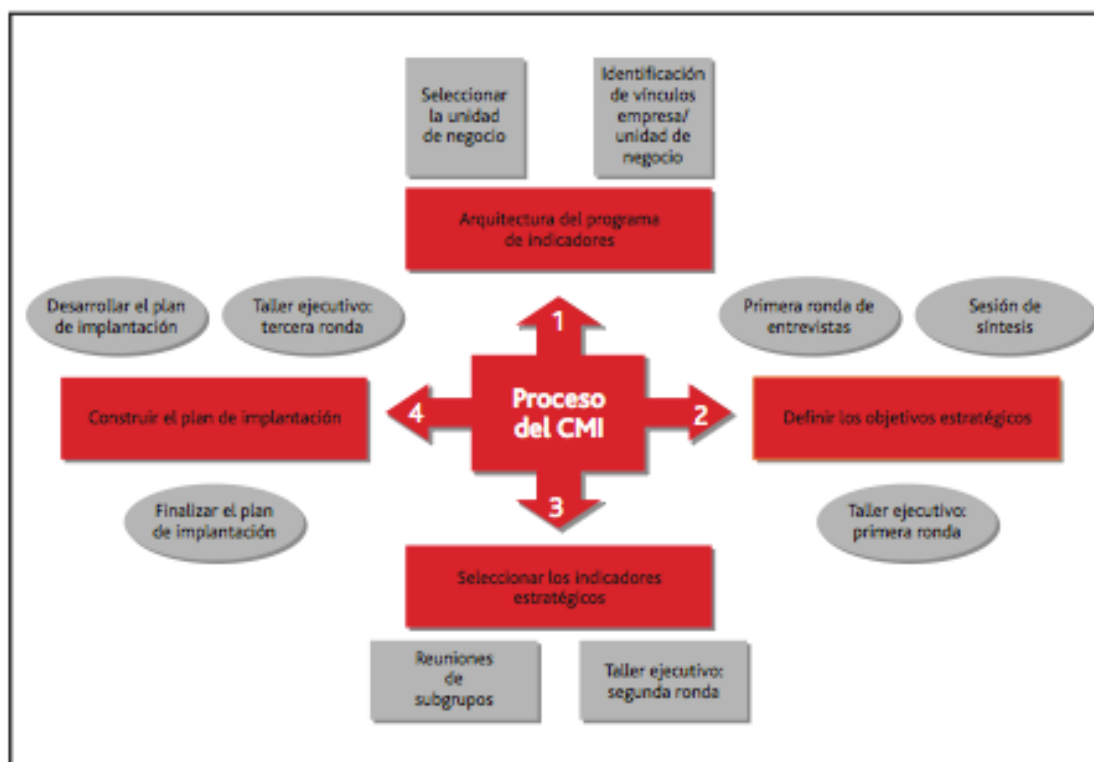 Seleccionar
la unidad
de negocio
Identificación
de vínculos
empresa/
unidad de
negocio
Arquitectura del programa
de indicadores
Desarrollar el plan
de implantación
Taller ejecutivo:
tercera ronda
1
Primera ronda de
entrevistas
Sesión de
síntesis
Construir el plan de implantación
4
Proceso
del CMI
2
Definir los objetivos estratégicos
Finalizar el plan
de implantación
3
Taller ejecutivo:
primera ronda
Seleccionar los indicadores
estratégicos
Reuniones
de
subgrupos
Taller ejecutivo:
segunda ronda